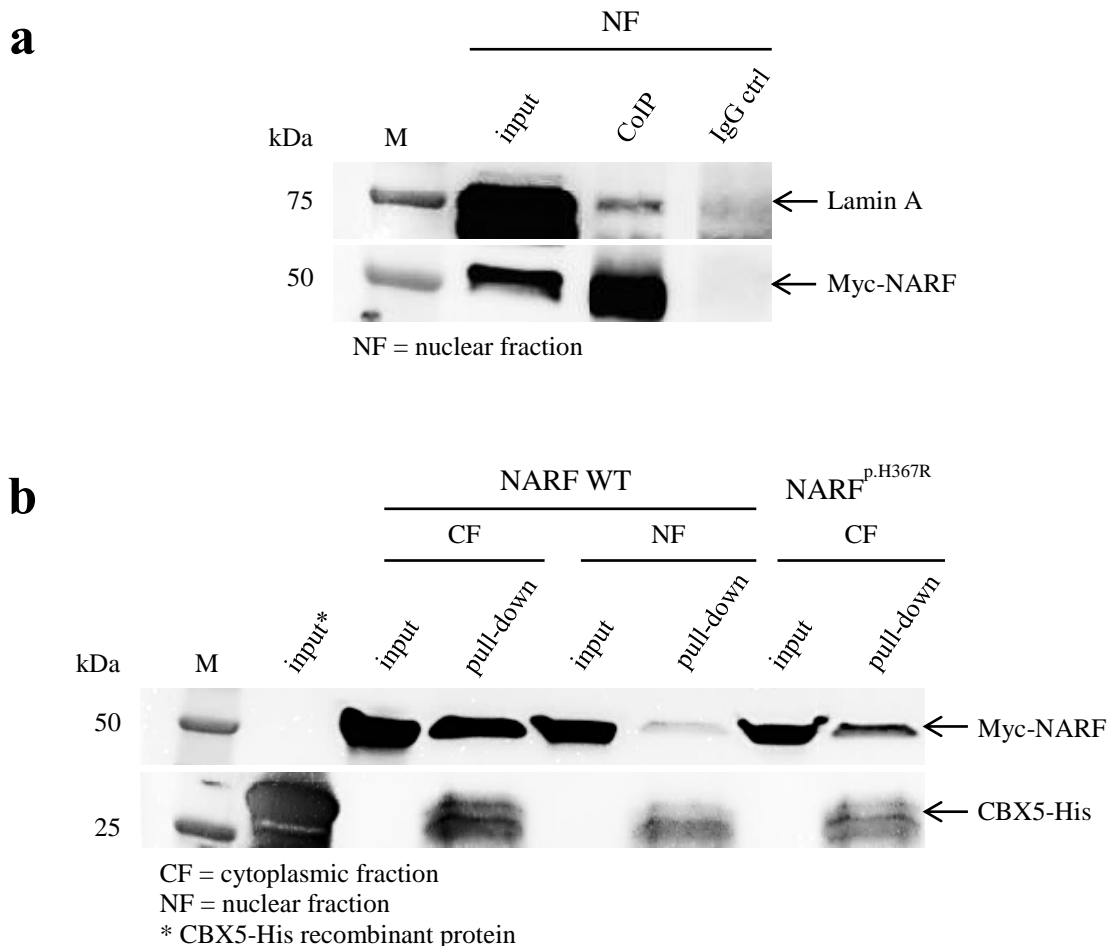 a
NF
kDa M input CoIP IgG ctrl
75 Lamin A
50 Myc-NARF
NF = nuclear fraction
b
NARF WT NARF p.H367R
CF NF CF
kDa M input* input pull-down input pull-down input pull-down
50 Myc-NARF
25 CBX5-His
CF = cytoplasmic fraction
NF = nuclear fraction
* CBX5-His recombinant protein